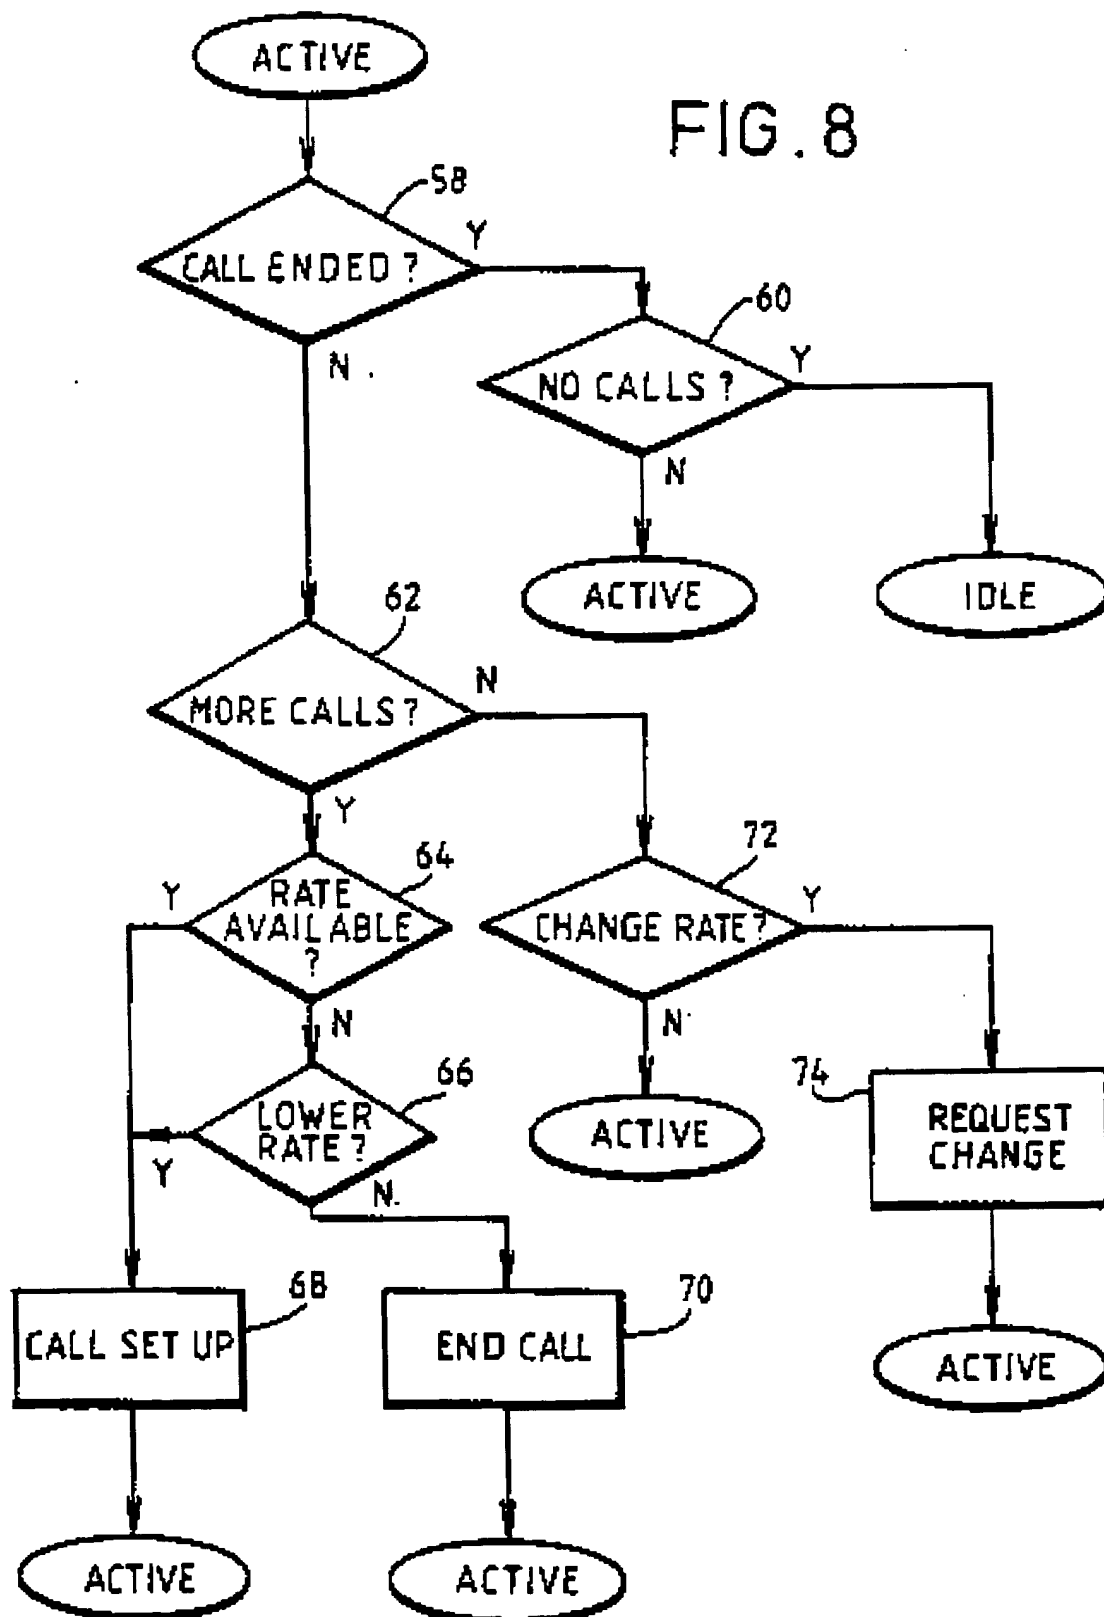 ACTIVE
FIG. 8
58
Y
CALL ENDED ?
60
N
Y
NO CALLS ?
N
ACTIVE
IDLE
62
N
MORE CALLS ?
Y
64
72
Y
RATE
AVAILABLE
?
Y
CHANGE RATE?
N
N
66
74
LOWER
RATE ?
REQUEST
CHANGE
ACTIVE
Y
N
68
70
CALL SET UP
END CALL
ACTIVE
ACTIVE
ACTIVE